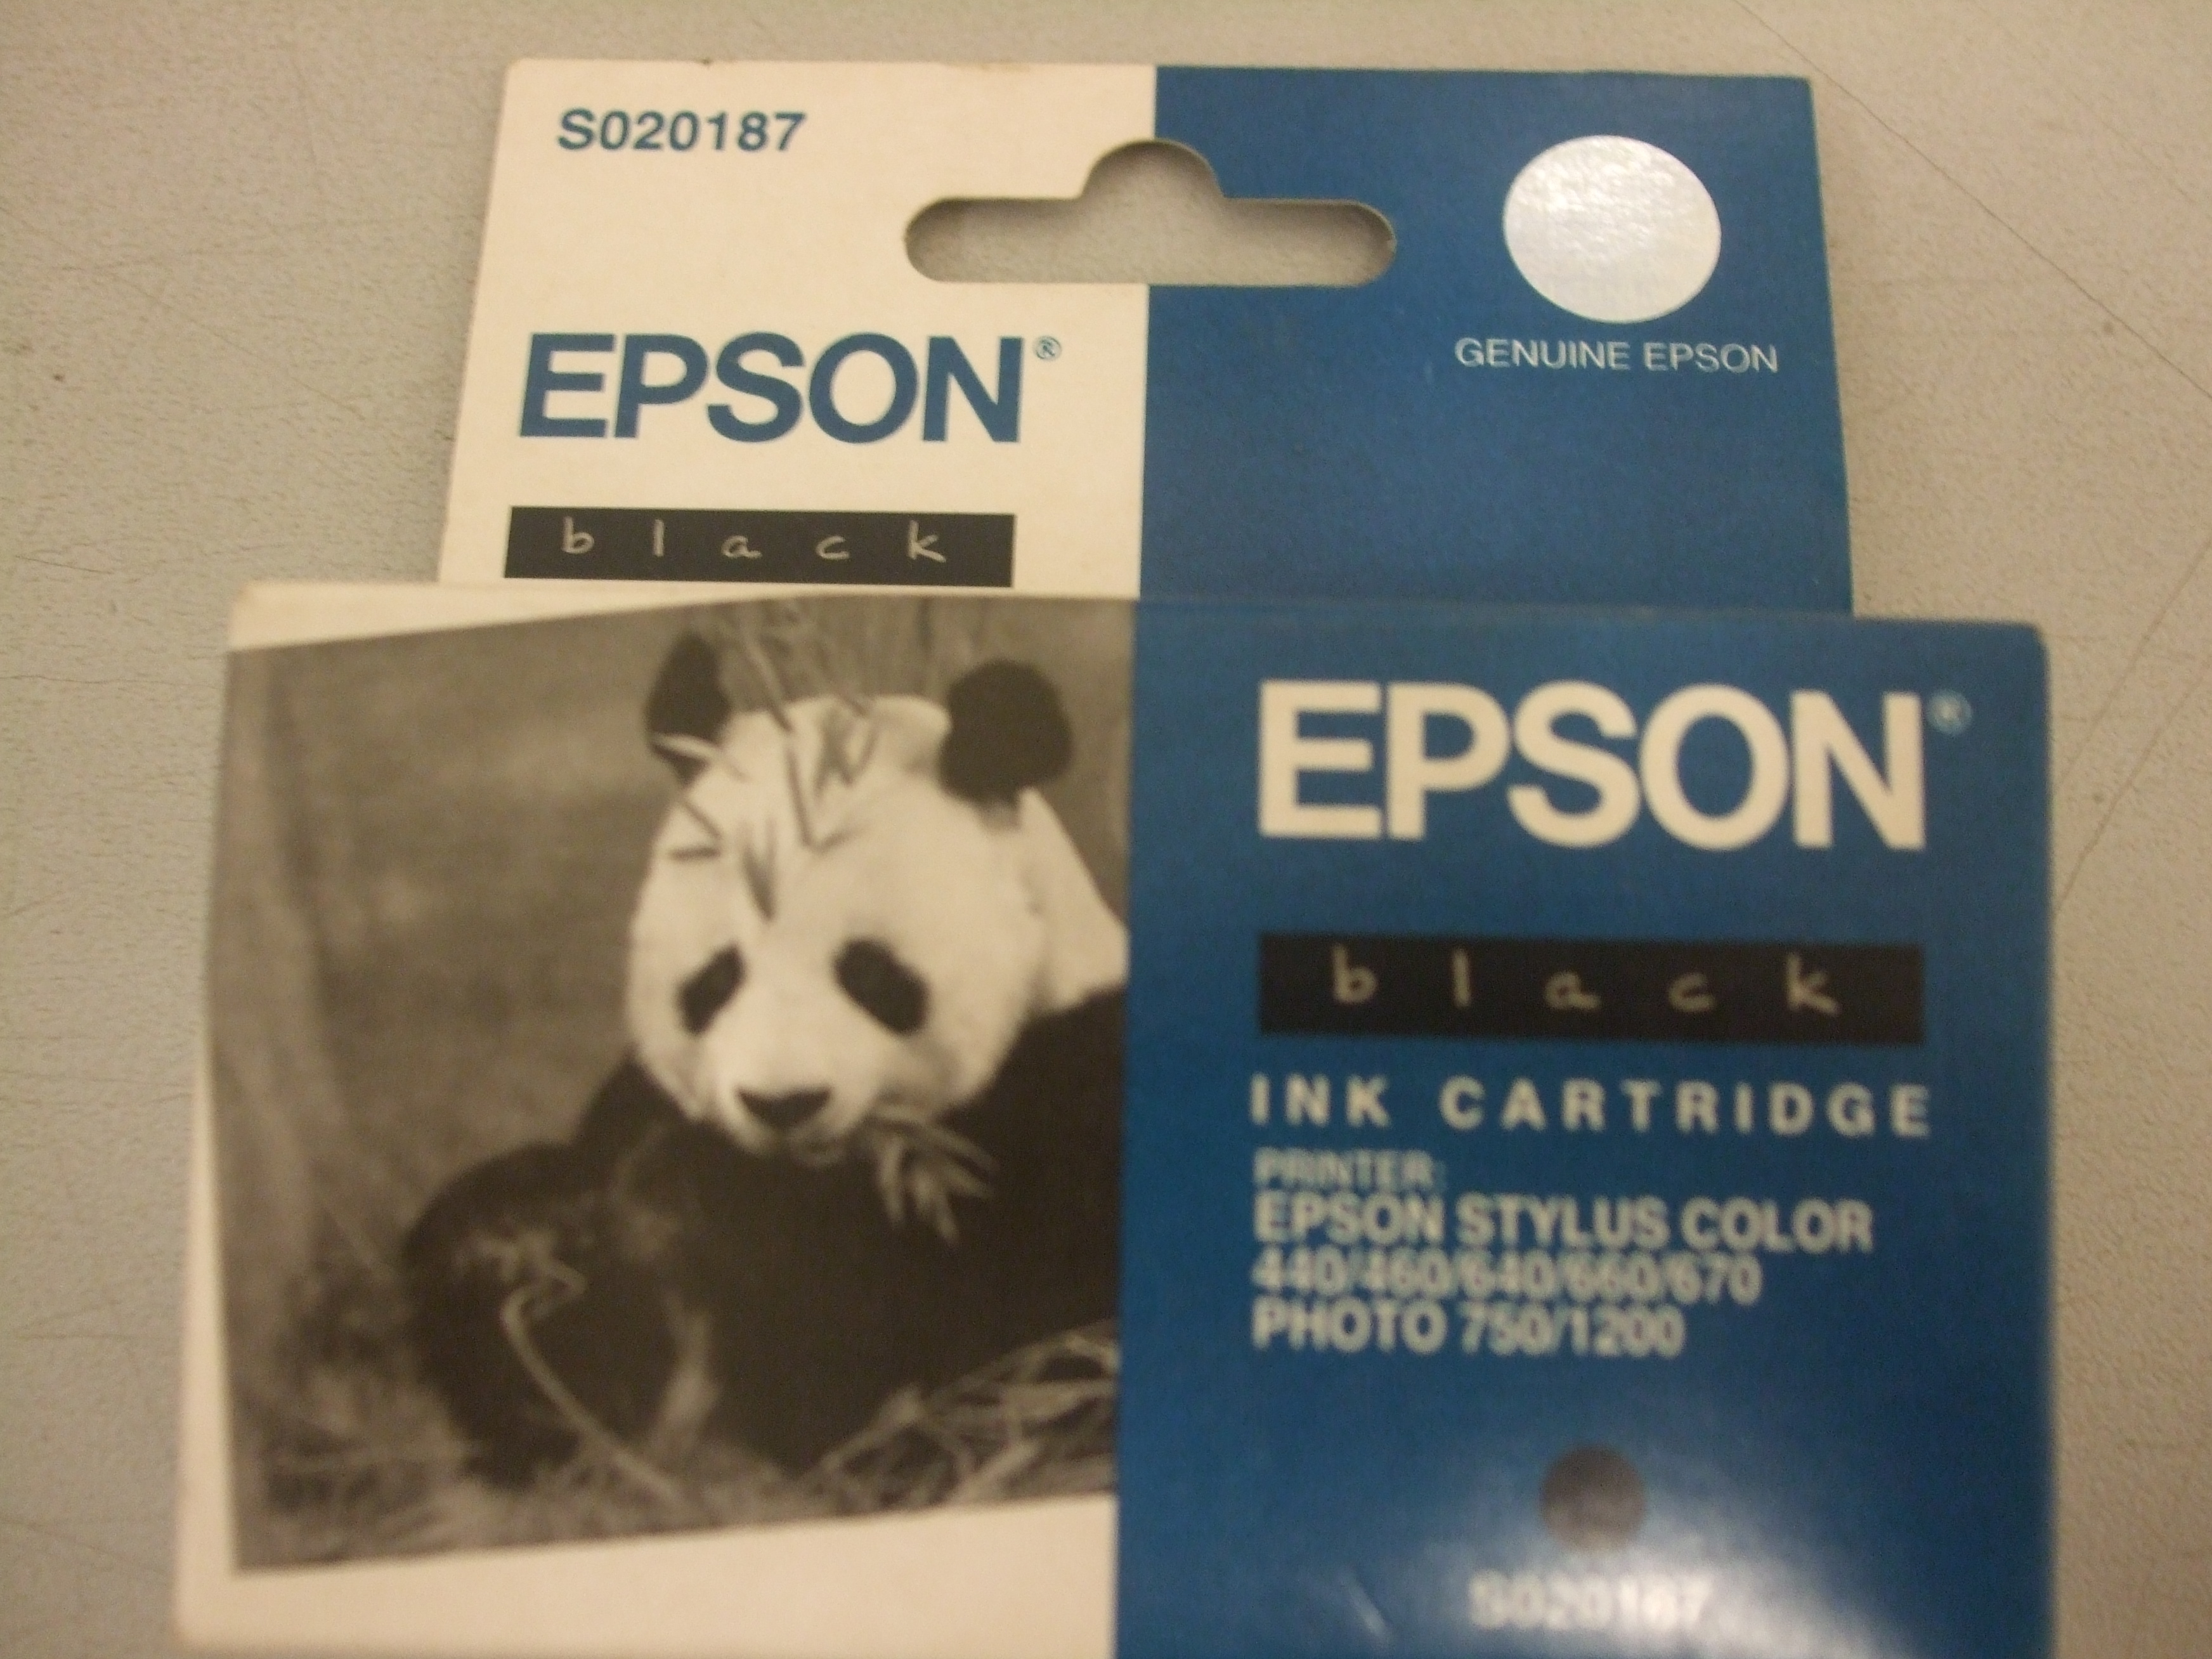 S020187
GENUINE EPSON
EPSON®
black
EPSON®
black
INK CARTRIDGE
PRINTER:
EPSON STYLUS COLOR
440/460/640/660/670
PHOTO 750/1200
S020187